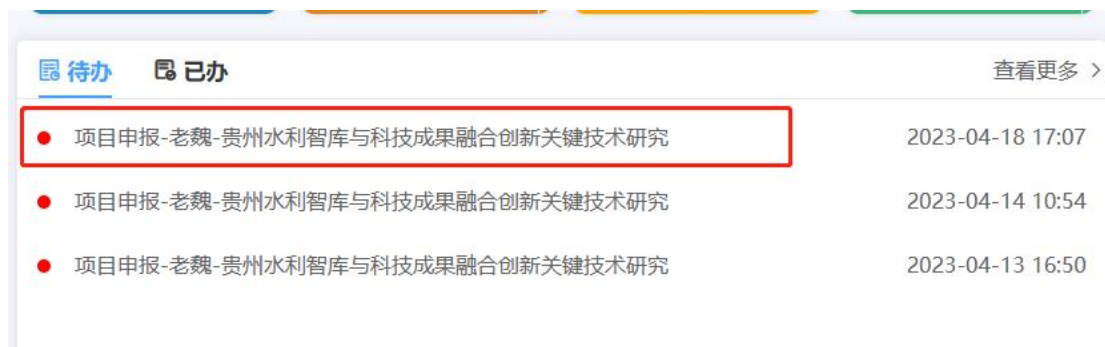 待办 已办 查看更多 >
项目申报-老魏-贵州水利智库与科技成果融合创新关键技术研究 2023-04-18 17:07
项目申报-老魏-贵州水利智库与科技成果融合创新关键技术研究 2023-04-14 10:54
项目申报-老魏-贵州水利智库与科技成果融合创新关键技术研究 2023-04-13 16:50